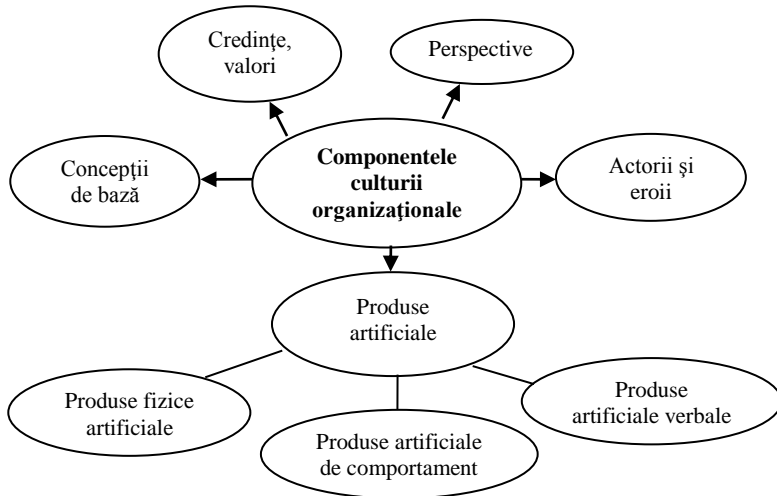 Credinţe,
valori
Perspective
Concepţii
de bază
Componentele
culturii
organizaţionale
Actorii şi
eroii
Produse
artificiale
Produse fizice
artificiale
Produse artificiale
de comportament
Produse
artificiale verbale